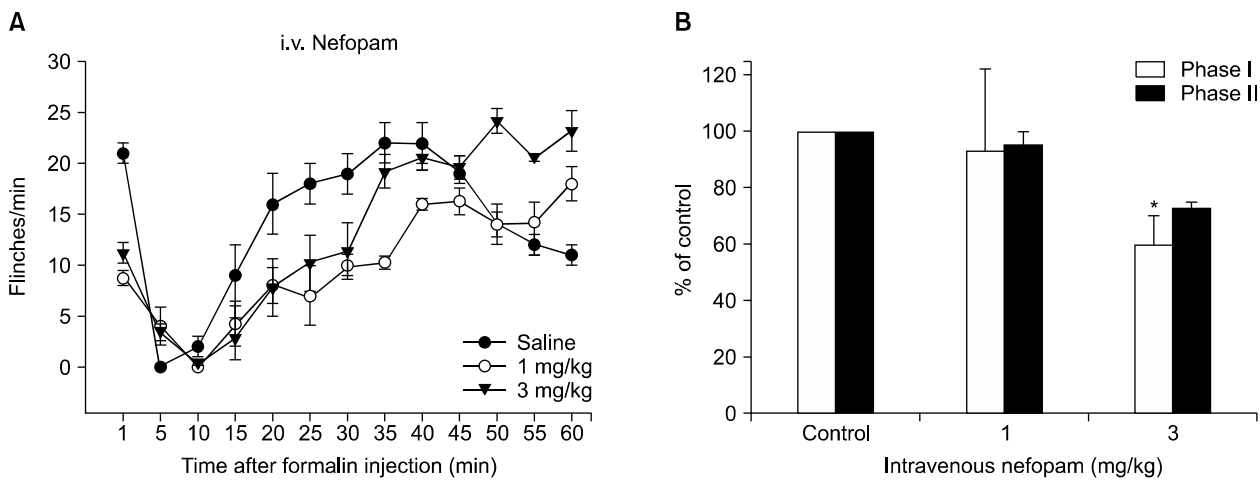 A
i.v. Nefopam
30
25
20
15
10
5
0
Flinches/min
Saline
1 mg/kg
3 mg/kg
1 5 10 15 20 25 30 35 40 45 50 55 60
Time after formalin injection (min)
B
120
100
80
60
40
20
0
% of control
Phase I
Phase II
*
Control 1 3
Intravenous nefopam (mg/kg)